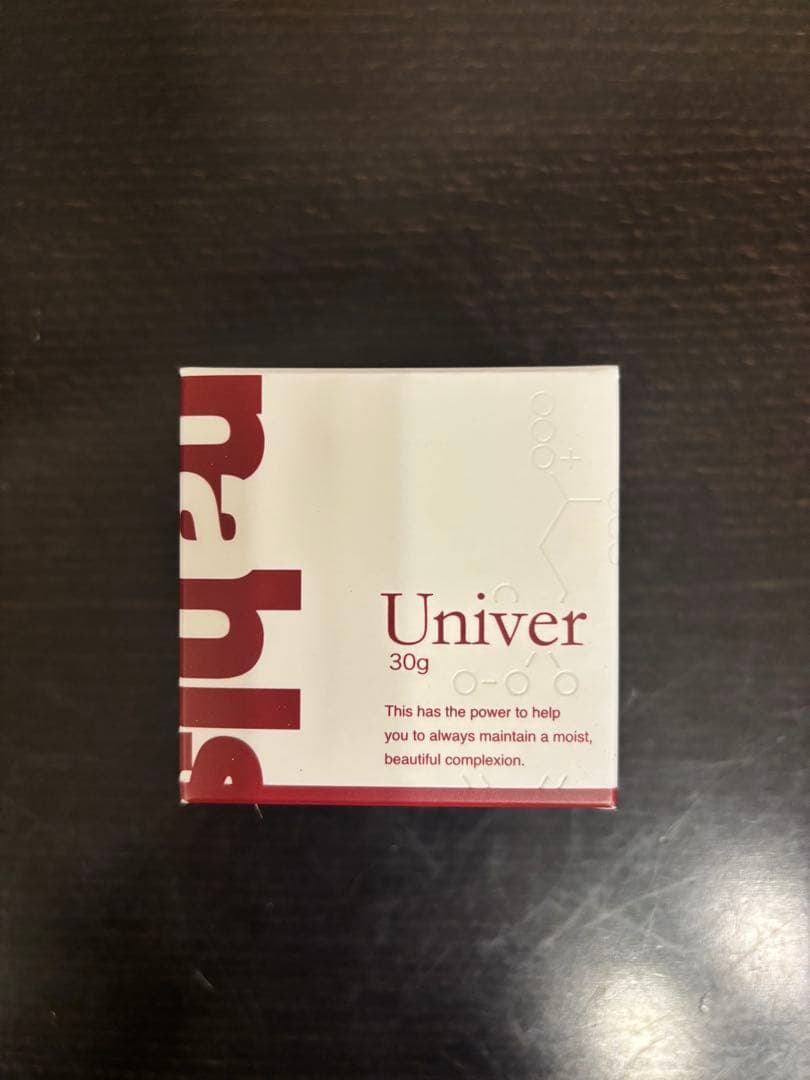 nahls
Univer
30g
This has the power to help
you to always maintain a moist,
beautiful complexion.